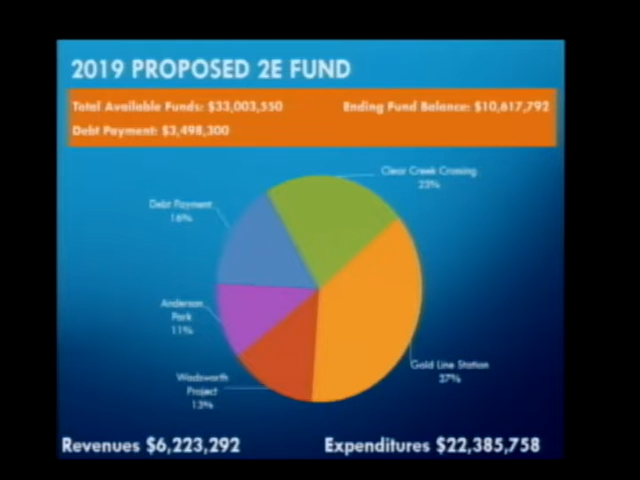 2019 PROPOSED 2E FUND
Total Available Funds: $33,003,550
Ending Fund Balance: $10,617,792
Debt Payment: $3,498,300
Clear Creek Crossing
23%
Debt Payment
16%
Anderson
Park
11%
Gold Line Station
37%
Wadsworth
Project
13%
Revenues $6,223,292
Expenditures $22,385,758